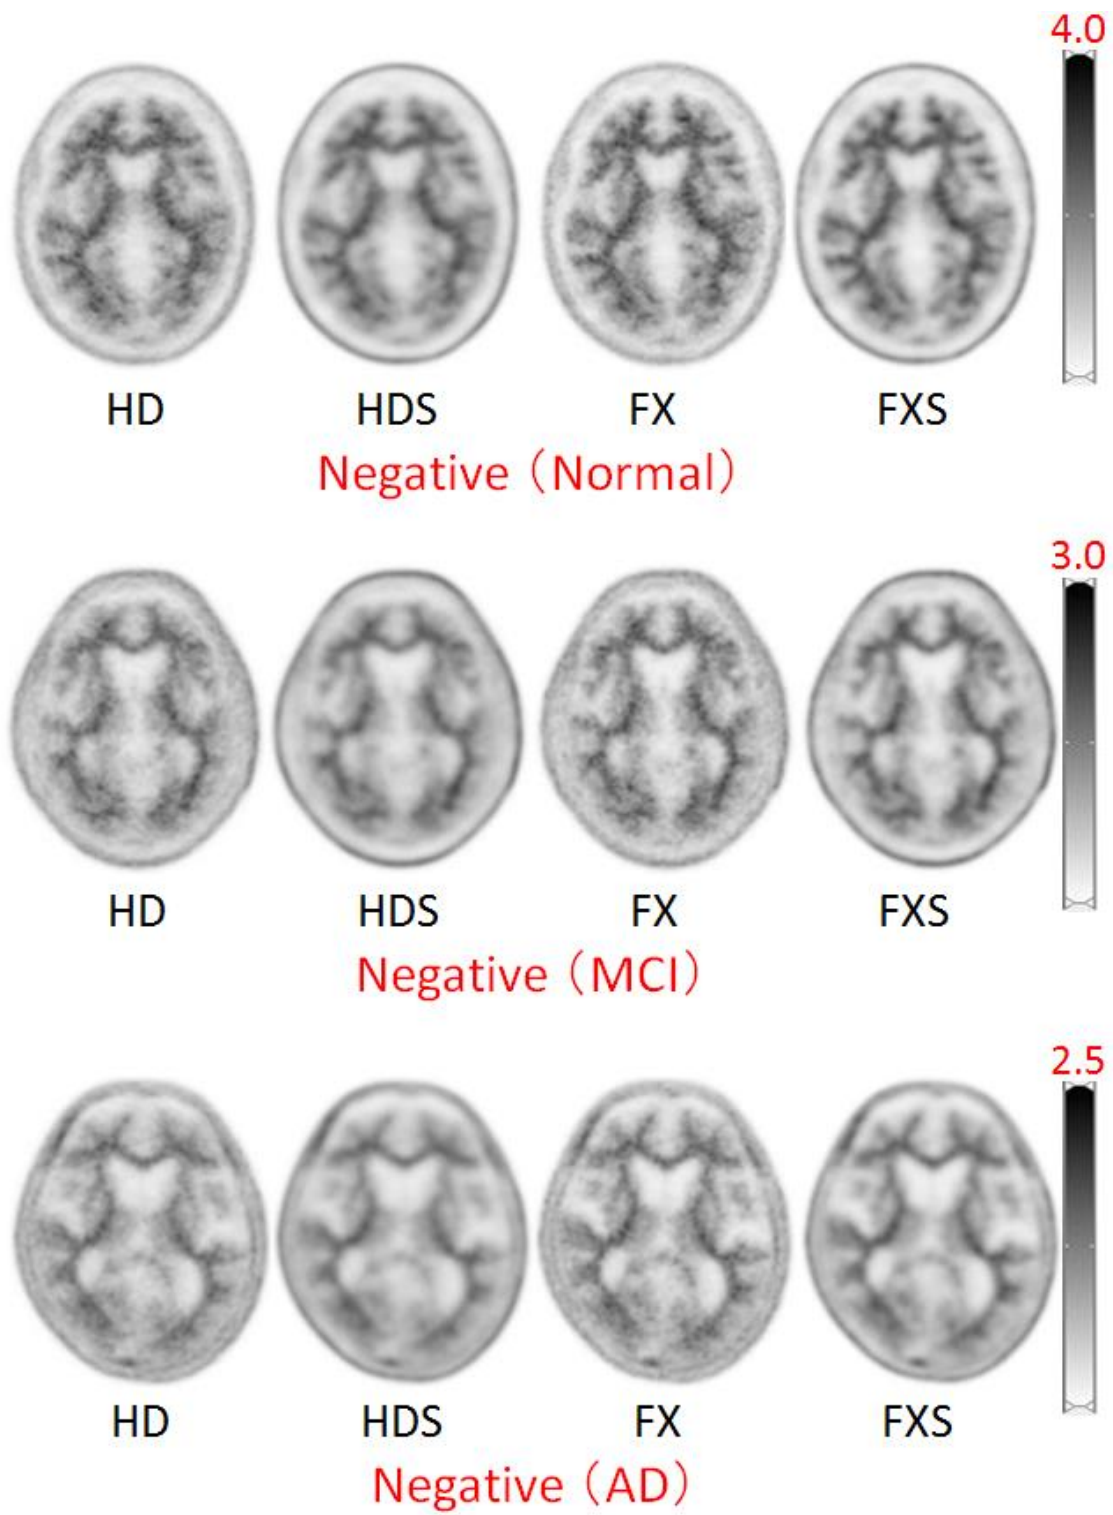 4.0
HD HDS FX FXS
Negative（Normal）
3.0
HD HDS FX FXS
Negative（MCI）
2.5
HD HDS FX FXS
Negative（AD）